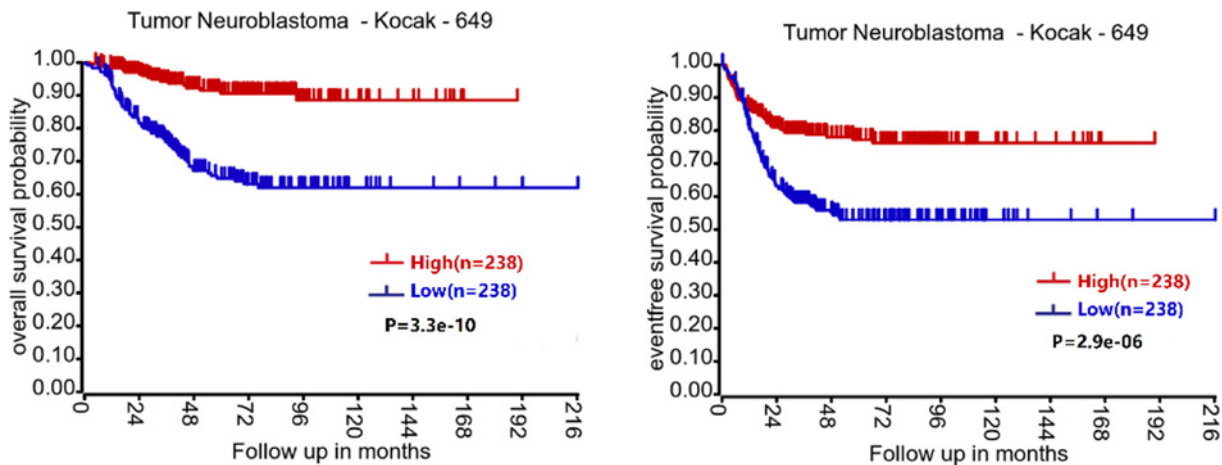 Tumor Neuroblastoma - Kocak - 649
overall survival probability
1.00
0.90
0.80
0.70
0.60
0.50
0.40
0.30
0.20
0.10
0.00
High(n=238)
Low(n=238)
P=3.3e-10
0 24 48 72 96 120 144 168 192 216
Follow up in months
Tumor Neuroblastoma - Kocak - 649
eventfree survival probability
1.00
0.90
0.80
0.70
0.60
0.50
0.40
0.30
0.20
0.10
0.00
High(n=238)
Low(n=238)
P=2.9e-06
0 24 48 72 96 120 144 168 192 216
Follow up in months